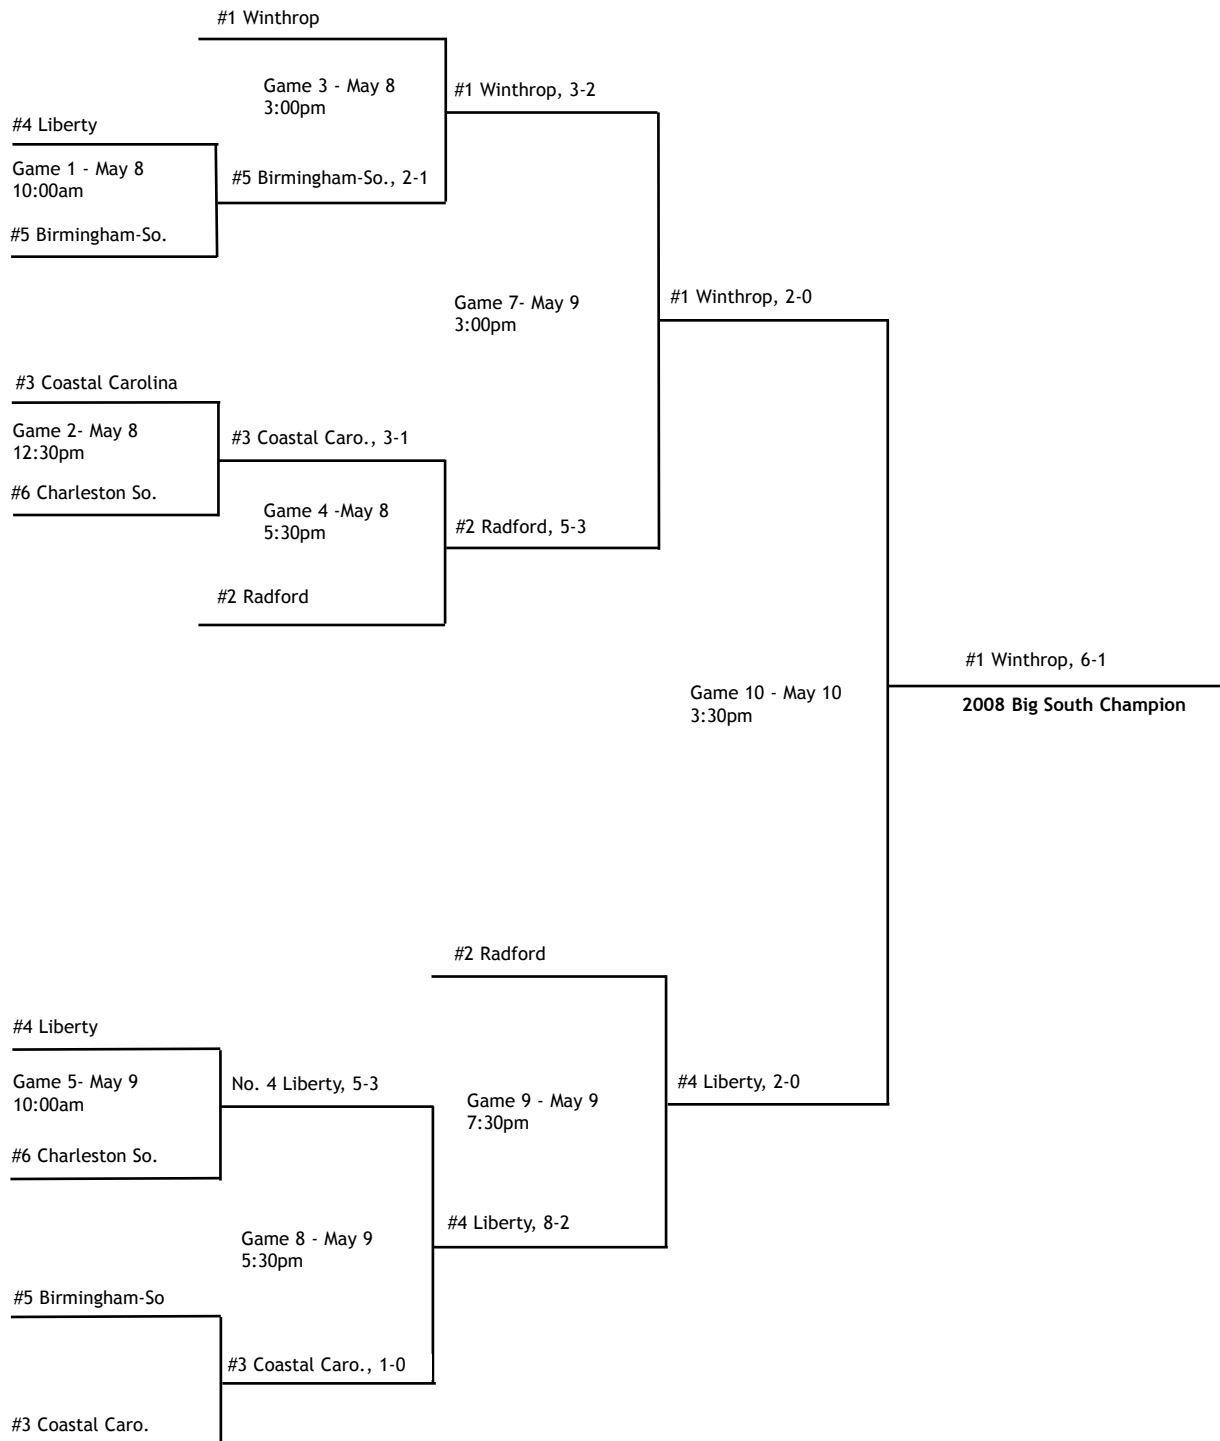 #1 Winthrop
Game 3 - May 8
3:00pm
#1 Winthrop, 3-2
#4 Liberty
Game 1 - May 8
10:00am
#5 Birmingham-So., 2-1
#5 Birmingham-So.
Game 7- May 9
3:00pm
#1 Winthrop, 2-0
#3 Coastal Carolina
Game 2- May 8
12:30pm
#3 Coastal Caro., 3-1
#6 Charleston So.
Game 4 -May 8
5:30pm
#2 Radford, 5-3
#2 Radford
Game 10 - May 10
3:30pm
#1 Winthrop, 6-1
2008 Big South Champion
#2 Radford
#4 Liberty
Game 5- May 9
10:00am
No. 4 Liberty, 5-3
#6 Charleston So.
Game 9 - May 9
7:30pm
#4 Liberty, 2-0
Game 8 - May 9
5:30pm
#4 Liberty, 8-2
#5 Birmingham-So
#3 Coastal Caro., 1-0
#3 Coastal Caro.